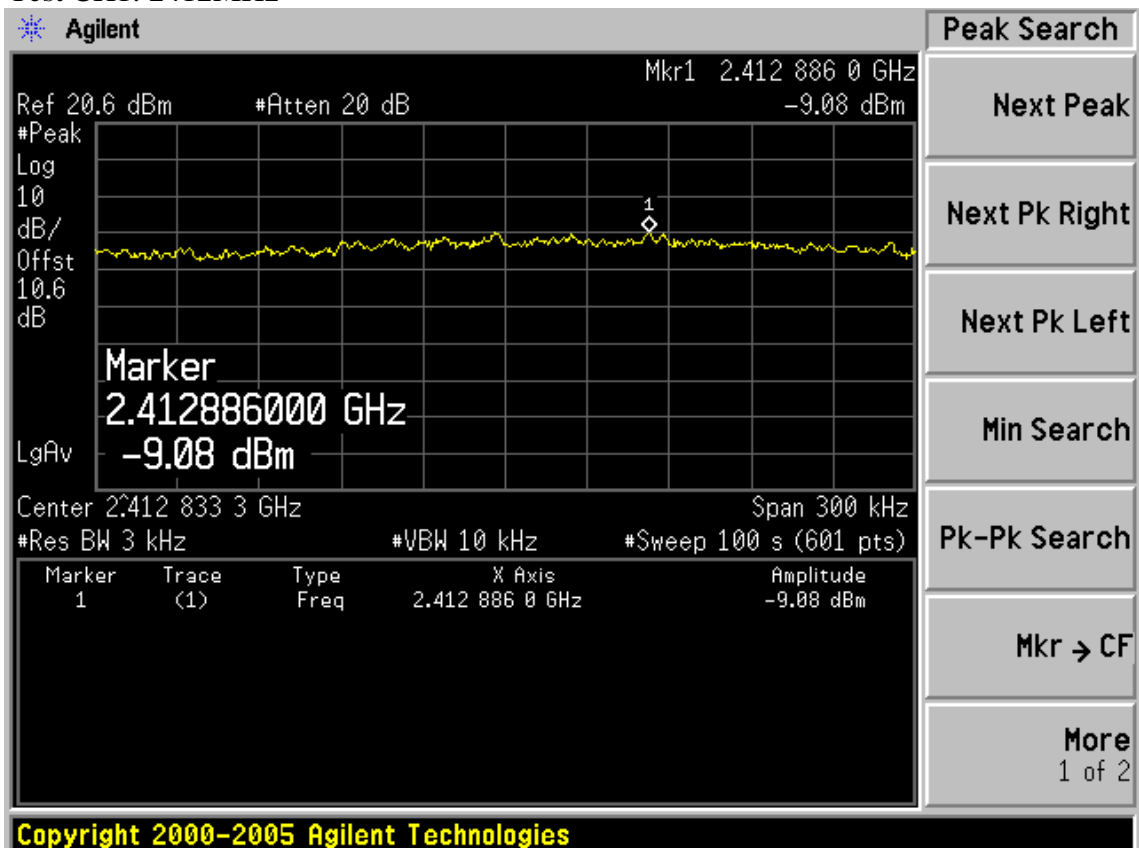 Agilent
Peak Search
Mkr1 2.412 886 0 GHz
Ref 20.6 dBm #Atten 20 dB -9.08 dBm
#Peak
Log
10
dB/
Offst
10.6
dB
1
Marker
2.412886000 GHz
-9.08 dBm
LgAv
Center 2.412 833 3 GHz Span 300 kHz
#Res BW 3 kHz #VBW 10 kHz #Sweep 100 s (601 pts)
Marker Trace Type X Axis Amplitude
1 (1) Freq 2.412 886 0 GHz -9.08 dBm
Next Peak
Next Pk Right
Next Pk Left
Min Search
Pk-Pk Search
Mkr → CF
More
1 of 2
Copyright 2000-2005 Agilent Technologies